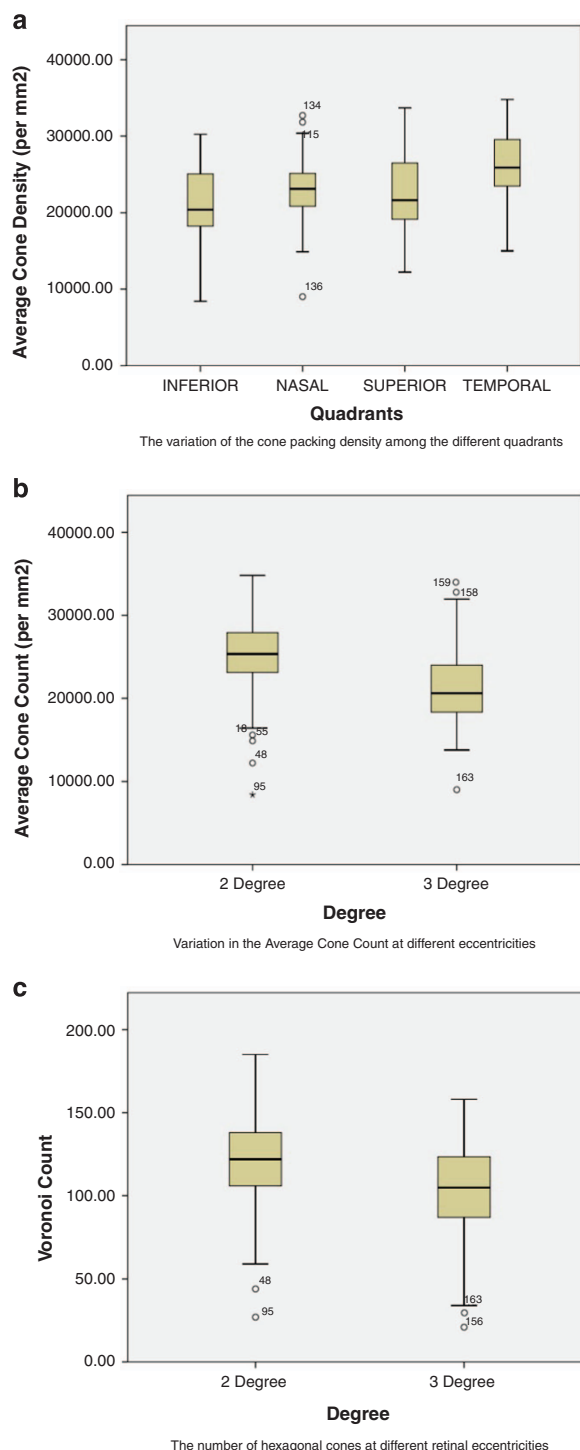 a
Average Cone Density (per mm2)
40000.00
30000.00
20000.00
10000.00
0.00
134
115
136
INFERIOR NASAL SUPERIOR TEMPORAL
Quadrants
The variation of the cone packing density among the different quadrants
b
Average Cone Count (per mm2)
40000.00
30000.00
20000.00
10000.00
0.00
159 158
18 55
48
95
163
2 Degree 3 Degree
Degree
Variation in the Average Cone Count at different eccentricities
c
Voronoi Count
200.00
150.00
100.00
50.00
0.00
48
95
163
156
2 Degree 3 Degree
Degree
The number of hexagonal cones at different retinal eccentricities